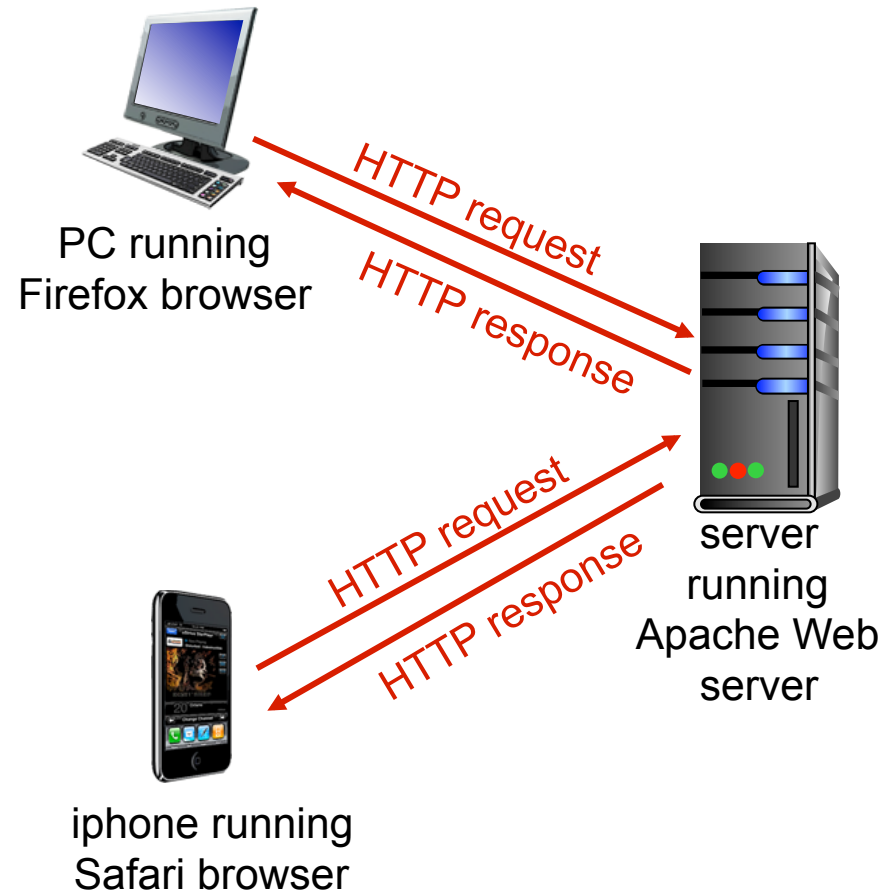 HTTP request
HTTP response
PC running
Firefox browser
HTTP request
HTTP response
server
running
Apache Web
server
iphone running
Safari browser